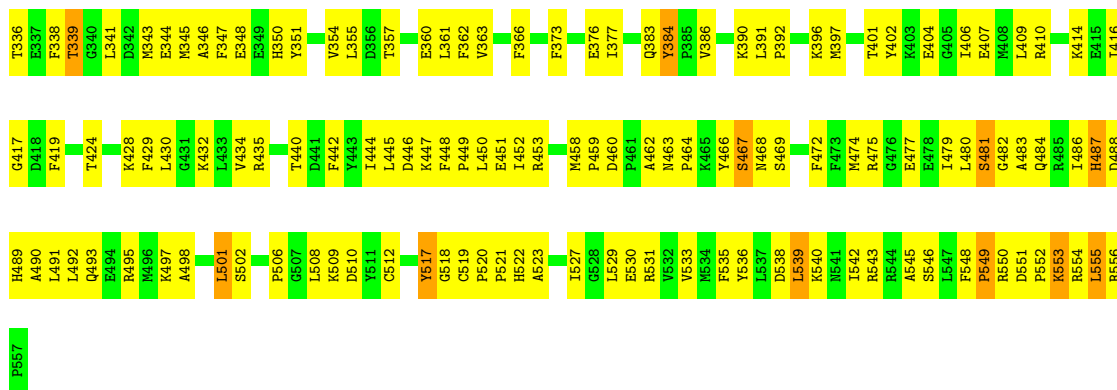 T336 E337 F338 T339 G340 L341 D342 M343 E344 M345 A346 F347 E348 E349 H350 Y351 V354 L355 D356 T357 E360 L361 F362 V363 F366 F373 E376 I377 Q383 Y384 P385 V386 K390 L391 P392 K396 M397 T401 Y402 K403 E404 G405 I406 E407 M408 L409 R410 K414 E415 I416
G417 D418 F419 T424 K428 F429 L430 G431 K432 L433 V434 R435 T440 D441 F442 Y443 I444 L445 D446 K447 F448 P449 L450 E451 I452 R453 M458 P459 D460 P461 A462 N463 P464 K465 Y466 S467 N468 S469 F472 F473 M474 R475 G476 E477 E478 I479 L480 S481 G482 A483 Q484 R485 I486 H487 D488
H489 A490 L491 L492 Q493 E494 R495 M496 K497 A498 L501 S502 P506 G507 L508 K509 D510 Y511 C512 Y517 G518 C519 P520 P521 H522 A523 I527 G528 L529 E530 R531 V532 V533 M534 F535 Y536 L537 D538 L539 K540 N541 I542 R543 R544 A545 S546 L547 F548 P549 R550 D551 P552 K553 R554 L555 R556
P557